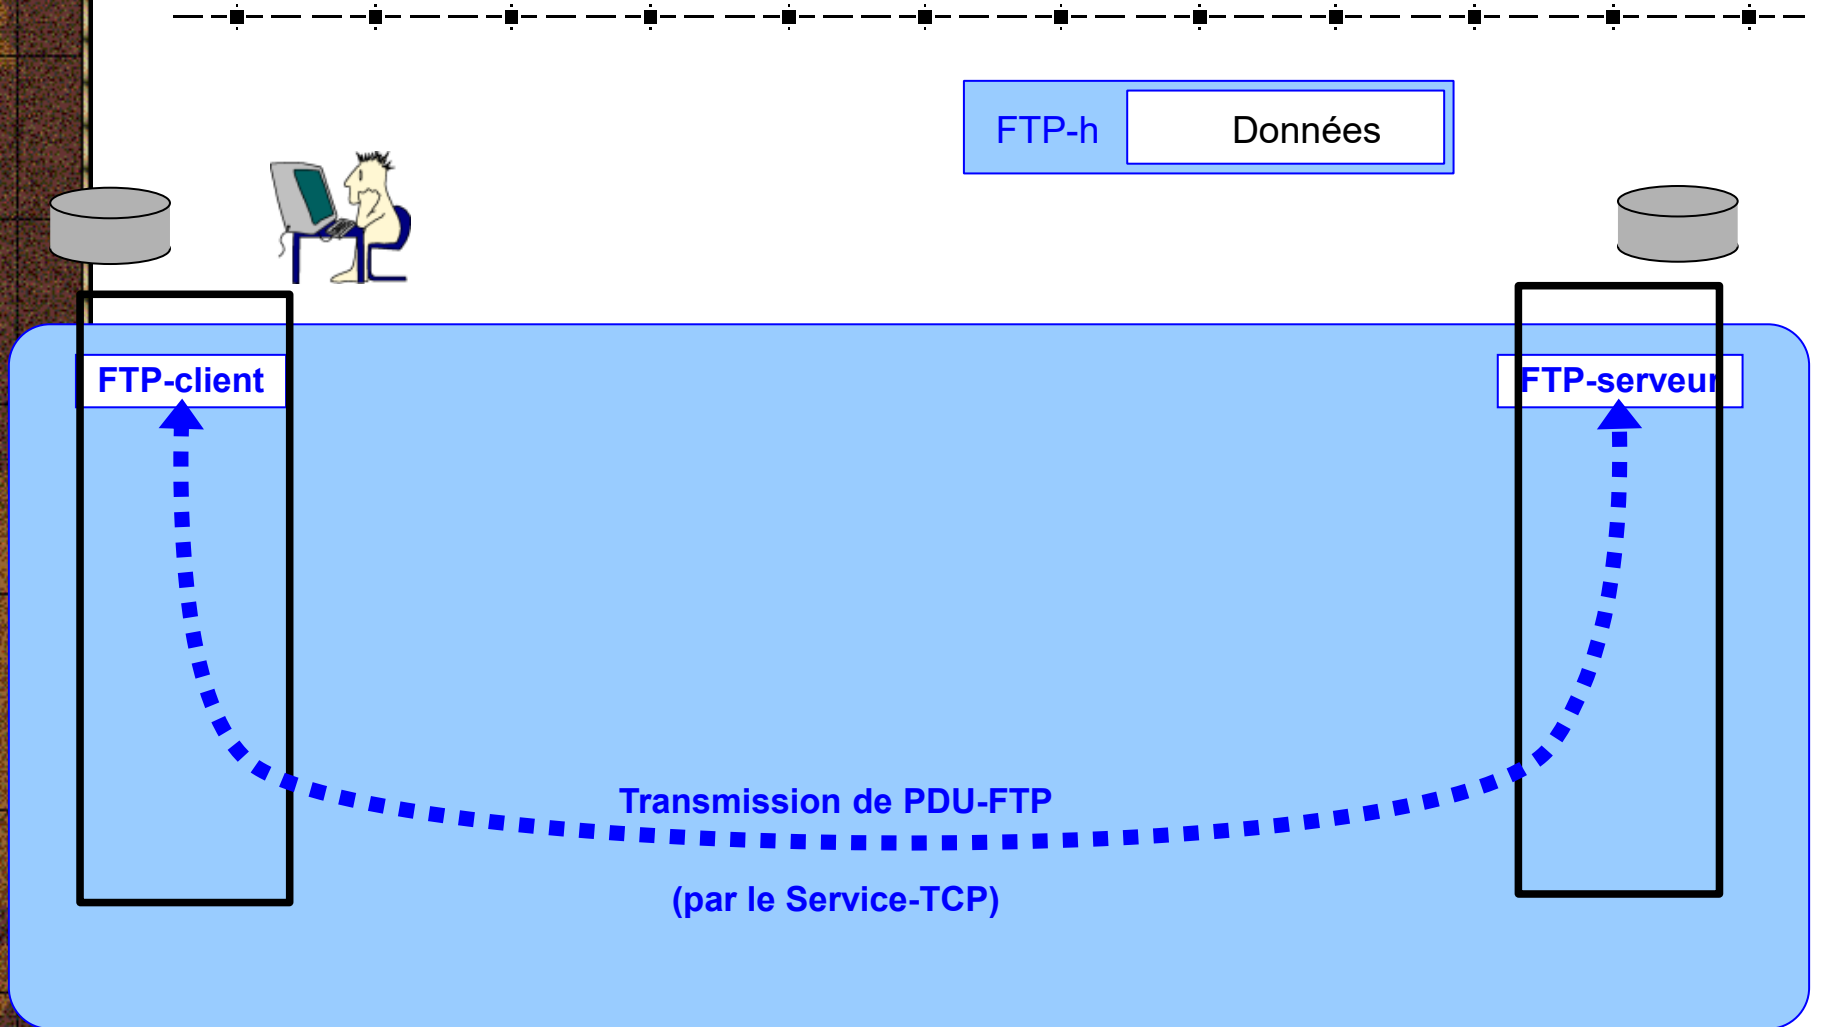 FTP-h Données
FTP-client
FTP-serveur
Transmission de PDU-FTP
(par le Service-TCP)